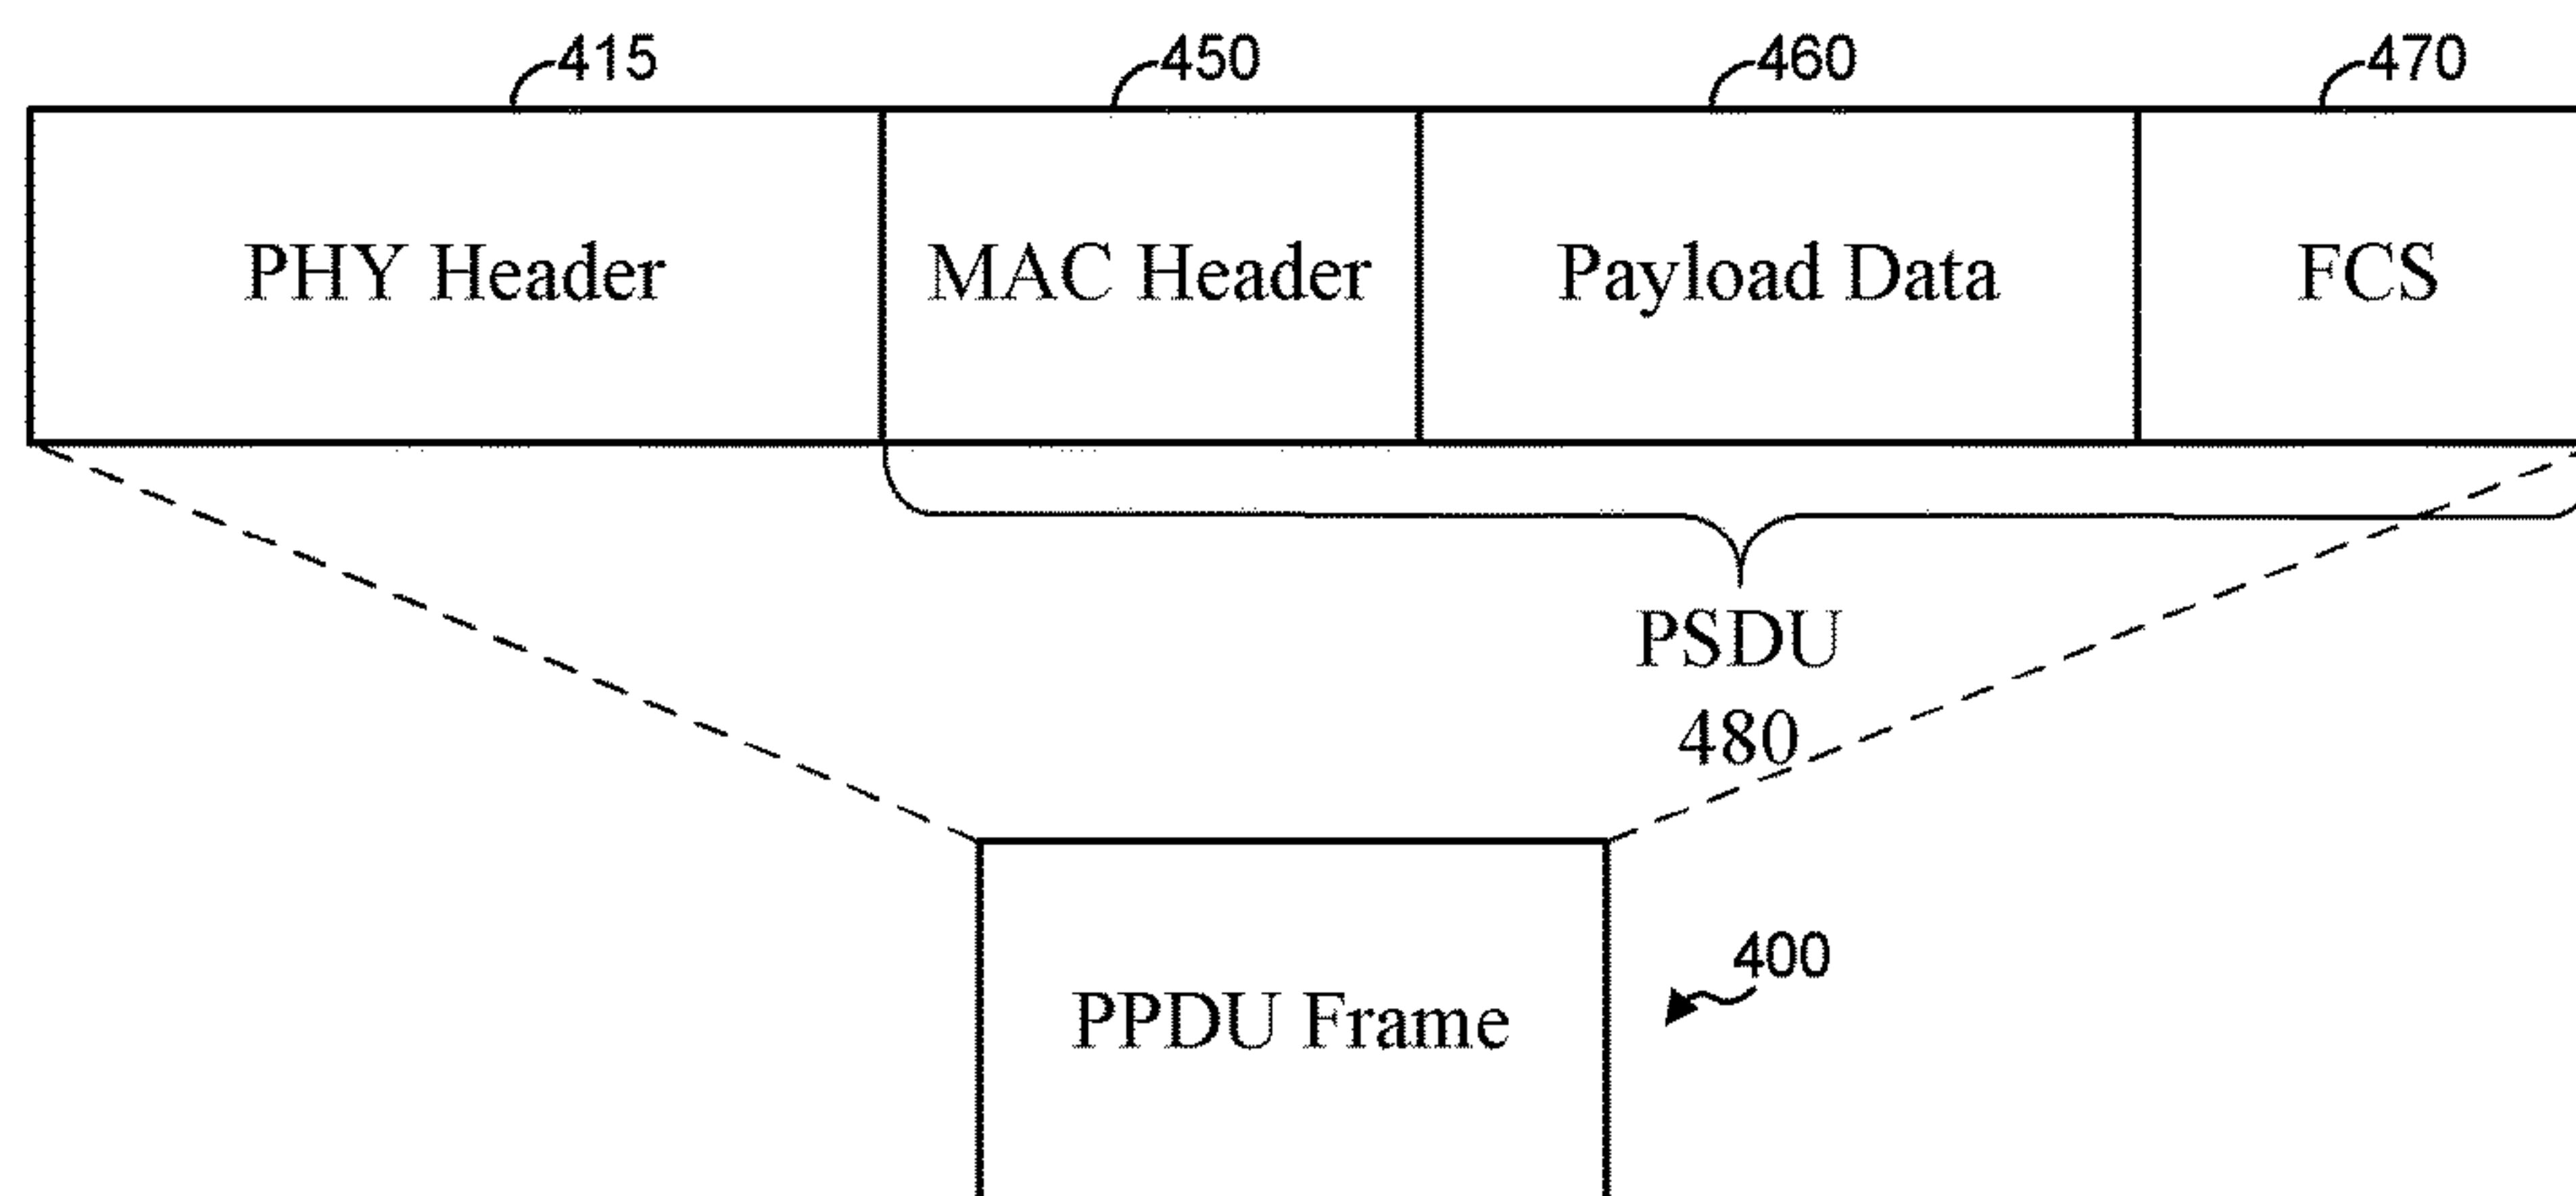 415 450 460 470
PHY Header MAC Header Payload Data FCS
PSDU
480
400
PPDU Frame